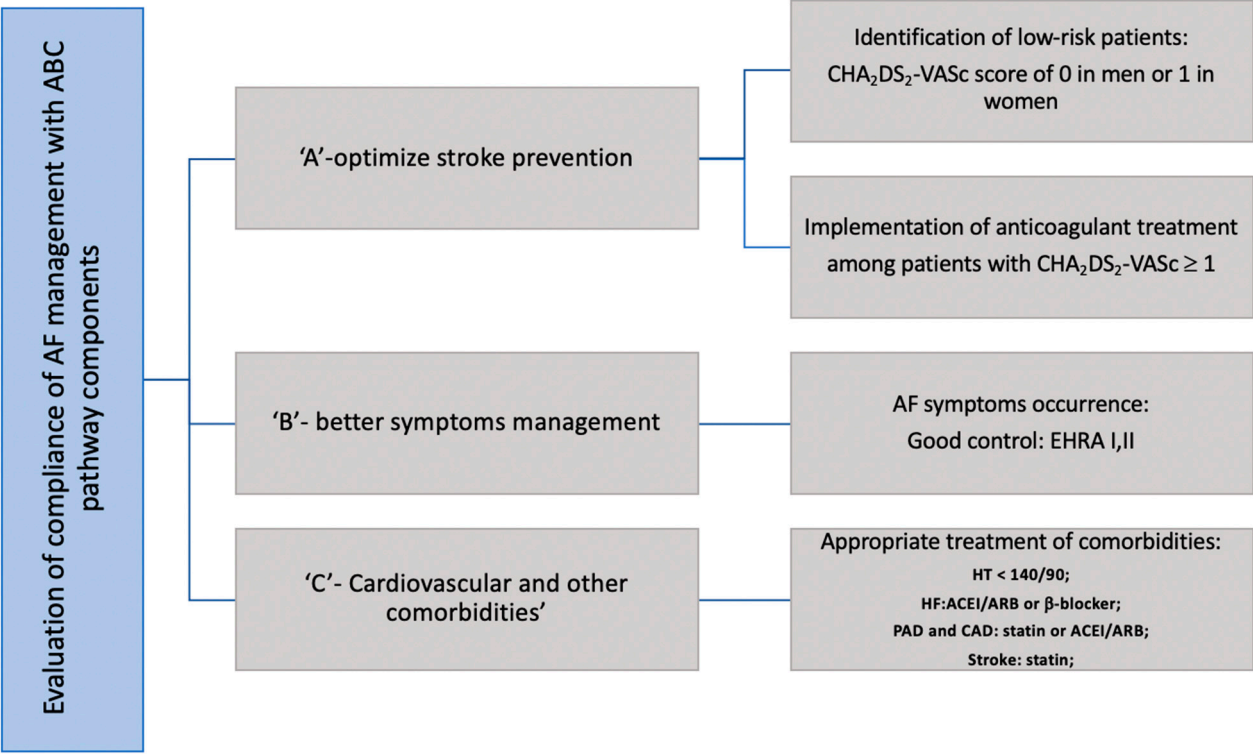 Evaluation of compliance of AF management with ABC
pathway components
‘A’-optimize stroke prevention
Identification of low-risk patients:
CHA₂DS₂-VASc score of 0 in men or 1 in
women
Implementation of anticoagulant treatment
among patients with CHA₂DS₂-VASc ≥ 1
‘B’- better symptoms management
AF symptoms occurrence:
Good control: EHRA I,II
‘C’- Cardiovascular and other
comorbidities’
Appropriate treatment of comorbidities:
HT < 140/90;
HF:ACEI/ARB or β-blocker;
PAD and CAD: statin or ACEI/ARB;
Stroke: statin;